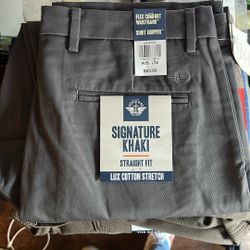 FLEX COMFORT
WAISTBAND
SHIRT GRIPPER
SIGNATURE
KHAKI
STRAIGHT FIT
LUX COTTON STRETCH